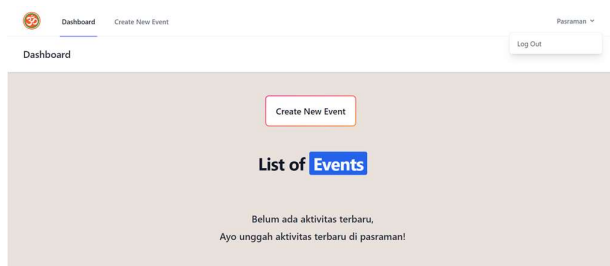 Dashboard
Create New Event
Pasraman
Log Out
Dashboard
Create New Event
List of Events
Belum ada aktivitas terbaru,
Ayo unggah aktivitas terbaru di pasraman!